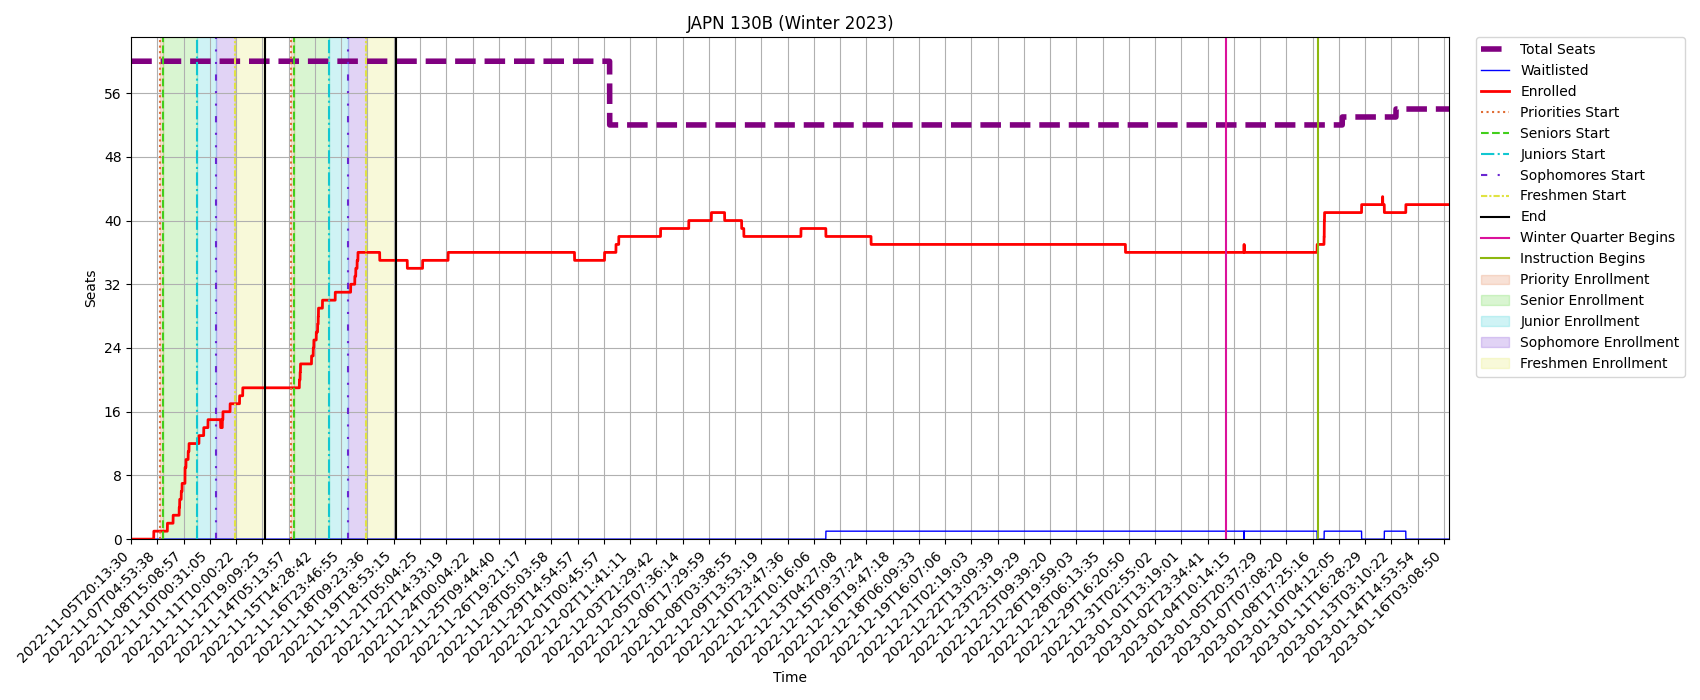 JAPN 130B (Winter 2023)
Seats
56
48
40
32
24
16
8
0
2022-11-05T20:13:30
2022-11-07T04:53:38
2022-11-08T15:08:57
2022-11-10T00:31:05
2022-11-11T10:00:22
2022-11-12T19:09:25
2022-11-14T05:13:57
2022-11-15T14:28:42
2022-11-16T23:46:55
2022-11-18T09:23:36
2022-11-19T18:53:15
2022-11-21T05:04:25
2022-11-22T14:33:19
2022-11-24T00:04:22
2022-11-25T09:44:40
2022-11-26T19:21:17
2022-11-28T05:03:58
2022-11-29T14:54:57
2022-12-01T00:45:57
2022-12-02T11:41:11
2022-12-03T21:29:42
2022-12-05T07:36:14
2022-12-06T17:29:59
2022-12-08T03:38:55
2022-12-09T13:53:19
2022-12-10T23:47:36
2022-12-12T10:16:06
2022-12-13T04:27:08
2022-12-15T09:37:24
2022-12-16T19:47:18
2022-12-18T06:09:33
2022-12-19T16:07:06
2022-12-21T02:19:03
2022-12-22T13:09:39
2022-12-23T23:19:29
2022-12-25T09:39:20
2022-12-26T19:59:03
2022-12-28T06:13:35
2022-12-29T16:20:50
2022-12-31T02:55:02
2023-01-01T13:19:01
2023-01-02T23:34:41
2023-01-04T10:14:15
2023-01-05T20:37:29
2023-01-07T07:08:20
2023-01-08T17:25:16
2023-01-10T04:12:05
2023-01-11T16:28:29
2023-01-13T03:10:22
2023-01-14T14:53:54
2023-01-16T03:08:50
Time
Total Seats
Waitlisted
Enrolled
Priorities Start
Seniors Start
Juniors Start
Sophomores Start
Freshmen Start
End
Winter Quarter Begins
Instruction Begins
Priority Enrollment
Senior Enrollment
Junior Enrollment
Sophomore Enrollment
Freshmen Enrollment